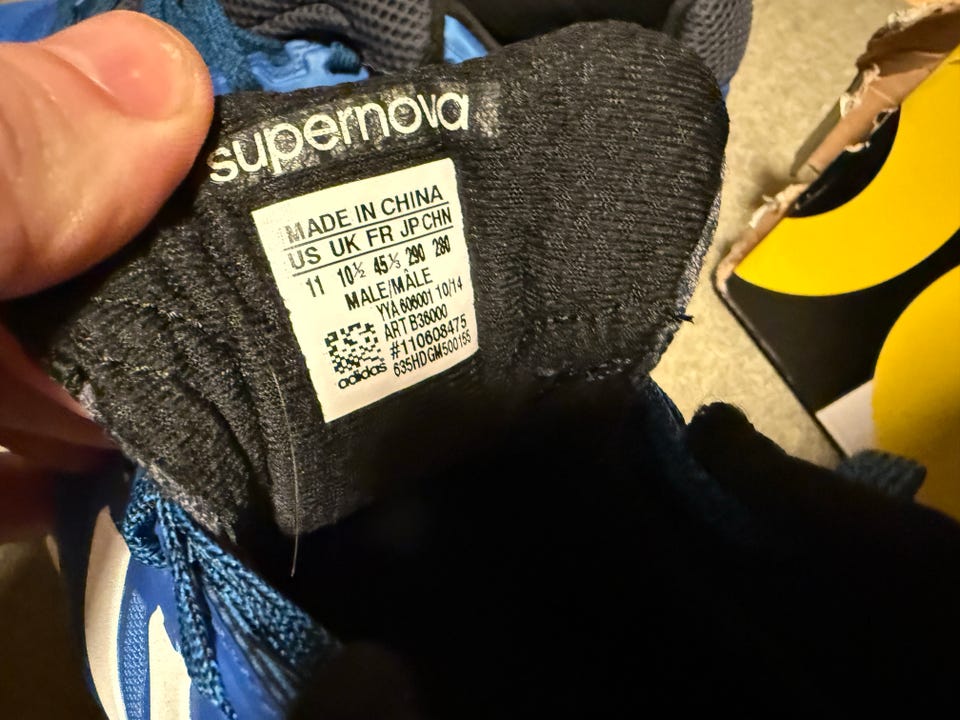 supernova
MADE IN CHINA
US UK FR JP CHN
11 10½ 45⅓ 290 280
MALE/MÂLE
YYA 606001 10/14
ART B36000
#110608475
635HDGM500155
adidas